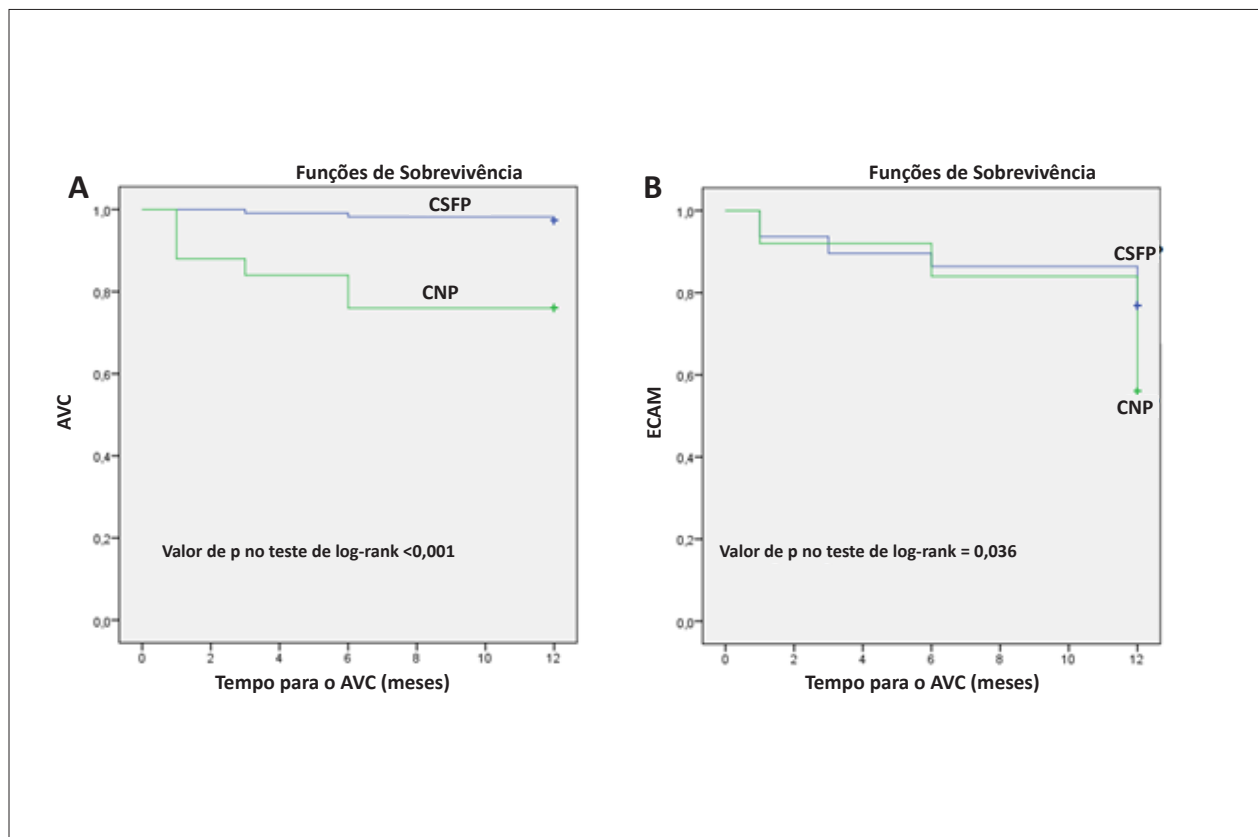 A
Funções de Sobrevivência
CSFP
CNP
AVC
1,0
0,8
0,6
0,4
0,2
0,0
Valor de p no teste de log-rank <0,001
0 2 4 6 8 10 12
Tempo para o AVC (meses)
B
Funções de Sobrevivência
CSFP
CNP
ECAM
1,0
0,8
0,6
0,4
0,2
0,0
Valor de p no teste de log-rank = 0,036
0 2 4 6 8 10 12
Tempo para o AVC (meses)